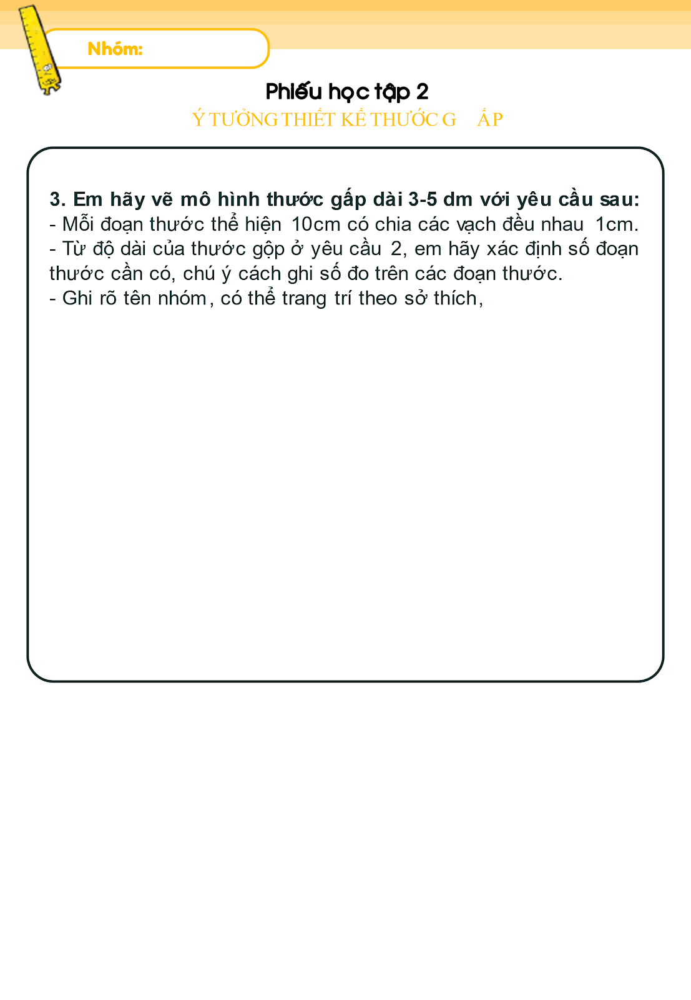 Nhóm:
Phiếu học tập 2
Ý TƯỞNG THIẾT KẾ THƯỚC G ẤP
3. Em hãy vẽ mô hình thước gấp dài 3-5 dm với yêu cầu sau:
- Mỗi đoạn thước thể hiện 10cm có chia các vạch đều nhau 1cm.
- Từ độ dài của thước gộp ở yêu cầu 2, em hãy xác định số đoạn
thước cần có, chú ý cách ghi số đo trên các đoạn thước.
- Ghi rõ tên nhóm, có thể trang trí theo sở thích,